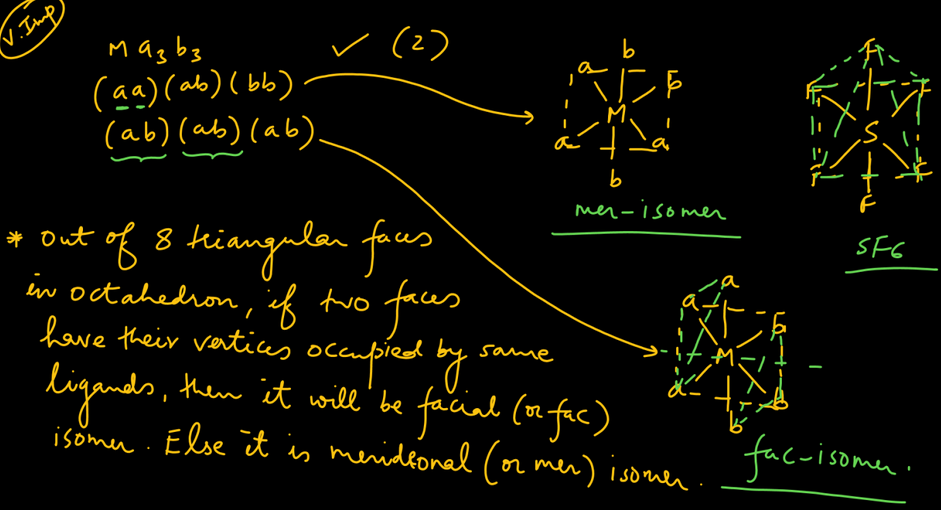 V. Imp
Ma₃b₃ ✓ (2)
(aa)(ab)(bb)
(ab)(ab)(ab)
b
a b
M
a a
b
mer-isomer
F
F F
S
F F
F
SF₆
* Out of 8 triangular faces
in octahedron, if two faces
have their vertices occupied by same
ligands, then it will be facial (or fac)
isomer. Else it is meridional (or mer) isomer.
a
a b
M
a b
b
fac-isomer.